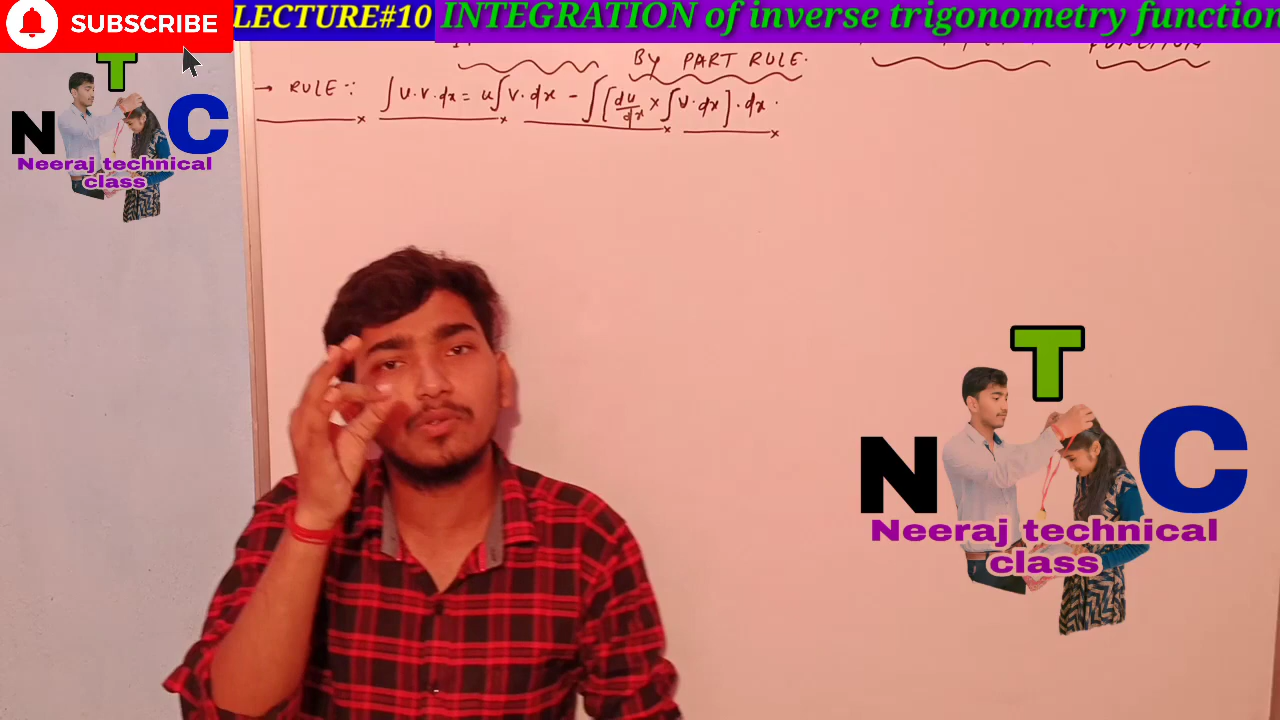 SUBSCRIBE
LECTURE#10 INTEGRATION of inverse trigonometry function
BY PART RULE.
FUNCTION
→ RULE :: ∫U·V·dx = u∫V·dx - ∫[du/dx × ∫V·dx]·dx.
N T C
Neeraj technical
class
N T C
Neeraj technical
class